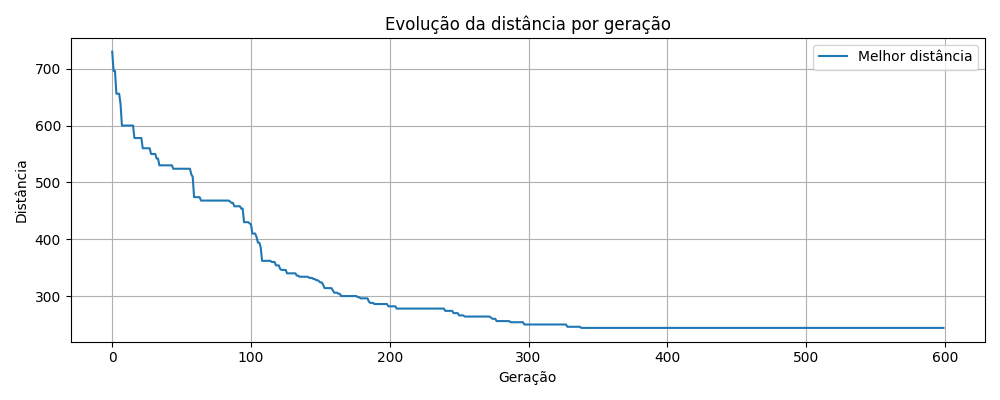 Evolução da distância por geração
Melhor distância
Distância
700
600
500
400
300
0 100 200 300 400 500 600
Geração